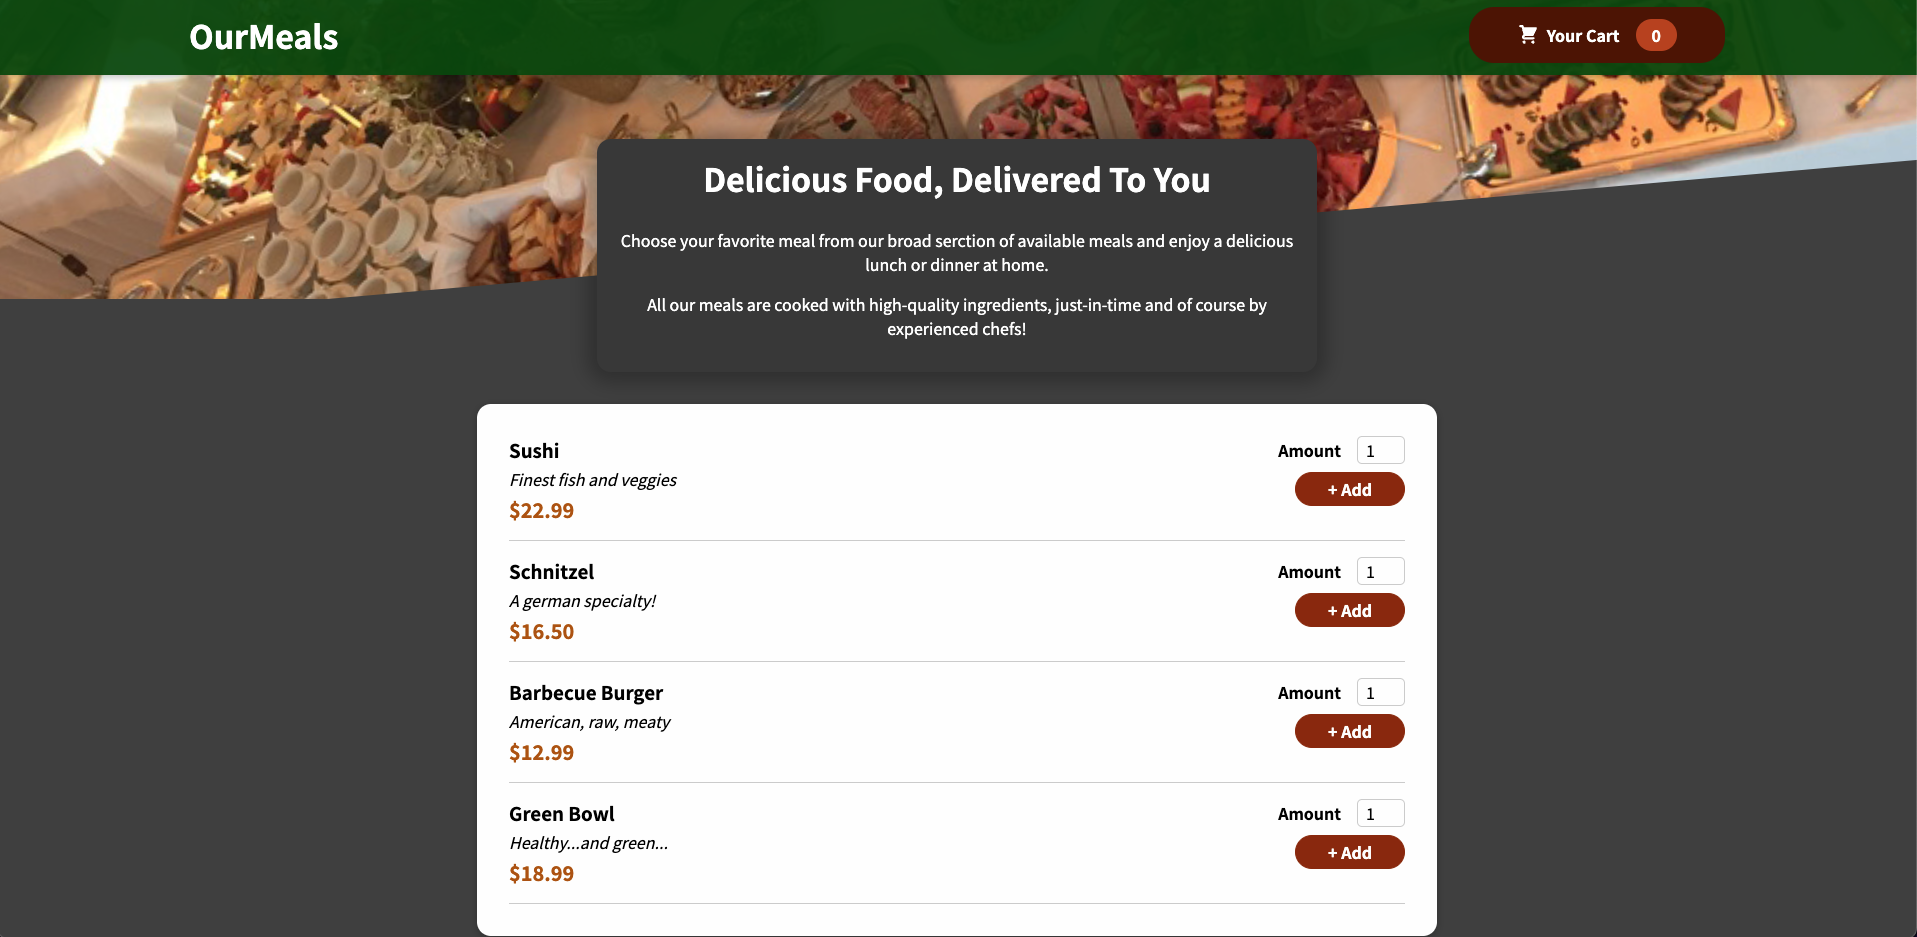 OurMeals
Your Cart 0
Delicious Food, Delivered To You
Choose your favorite meal from our broad serction of available meals and enjoy a delicious
lunch or dinner at home.
All our meals are cooked with high-quality ingredients, just-in-time and of course by
experienced chefs!
Sushi
Amount 1
Finest fish and veggies
+ Add
$22.99
Schnitzel
Amount 1
A german specialty!
+ Add
$16.50
Barbecue Burger
Amount 1
American, raw, meaty
+ Add
$12.99
Green Bowl
Amount 1
Healthy...and green...
+ Add
$18.99